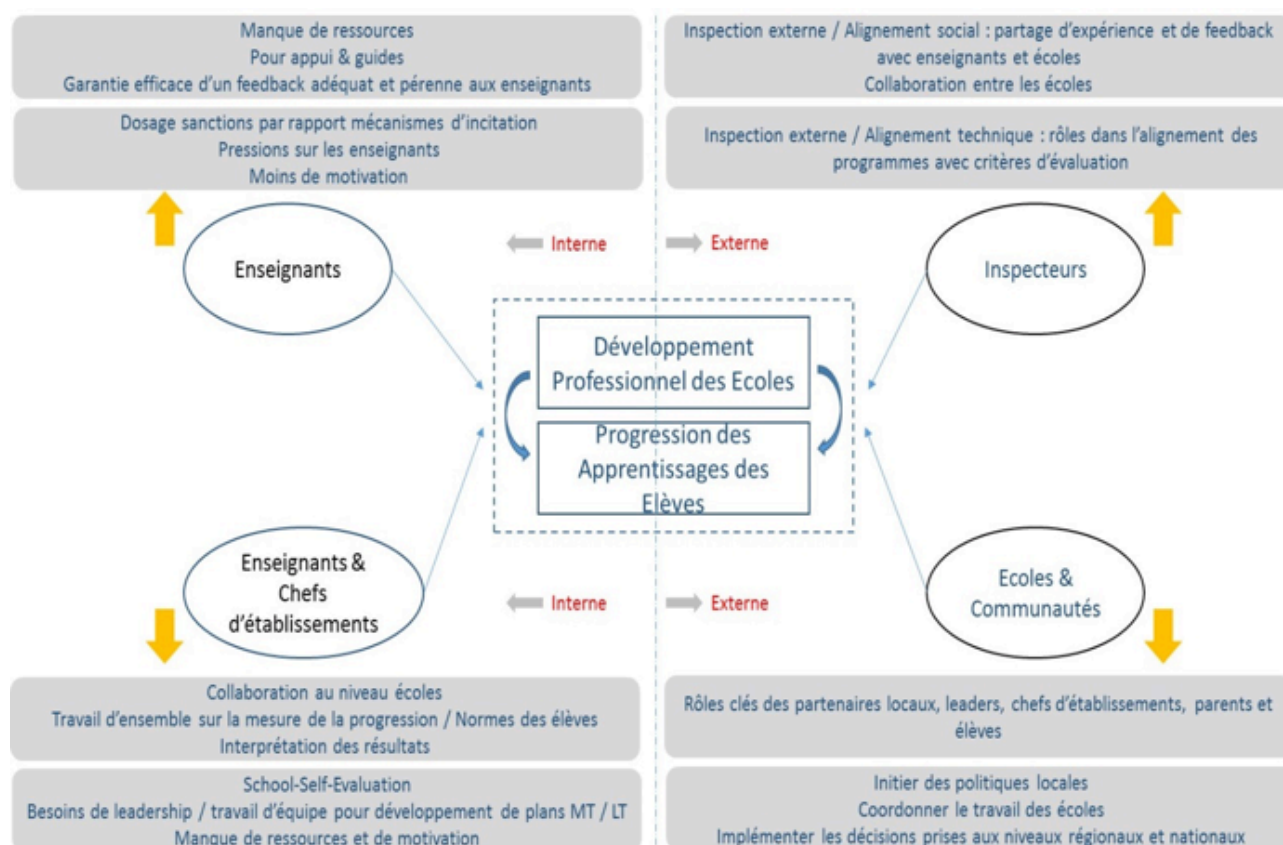 Manque de ressources
Pour appui & guides
Garantie efficace d'un feedback adéquat et pérenne aux enseignants
Dosage sanctions par rapport mécanismes d'incitation
Pressions sur les enseignants
Moins de motivation
Inspection externe / Alignement social : partage d'expérience et de feedback
avec enseignants et écoles
Collaboration entre les écoles
Inspection externe / Alignement technique : rôles dans l'alignement des
programmes avec critères d'évaluation
Interne
Externe
Enseignants
Inspecteurs
Développement
Professionnel des Ecoles
Progression des
Apprentissages des
Elèves
Enseignants &
Chefs
d'établissements
Interne
Externe
Ecoles &
Communautés
Collaboration au niveau écoles
Travail d'ensemble sur la mesure de la progression / Normes des élèves
Interprétation des résultats
School-Self-Evaluation
Besoins de leadership / travail d'équipe pour développement de plans MT / LT
Manque de ressources et de motivation
Rôles clés des partenaires locaux, leaders, chefs d'établissements, parents et
élèves
Initier des politiques locales
Coordonner le travail des écoles
Implémenter les décisions prises aux niveaux régionaux et nationaux